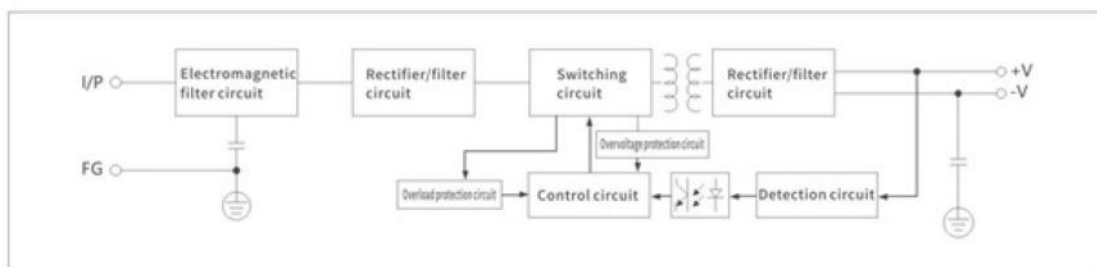 I/P
Electromagnetic
filter circuit
Rectifier/filter
circuit
Switching
circuit
Rectifier/filter
circuit
+V
-V
Overvoltage protection circuit
FG
Overload protection circuit
Control circuit
Detection circuit